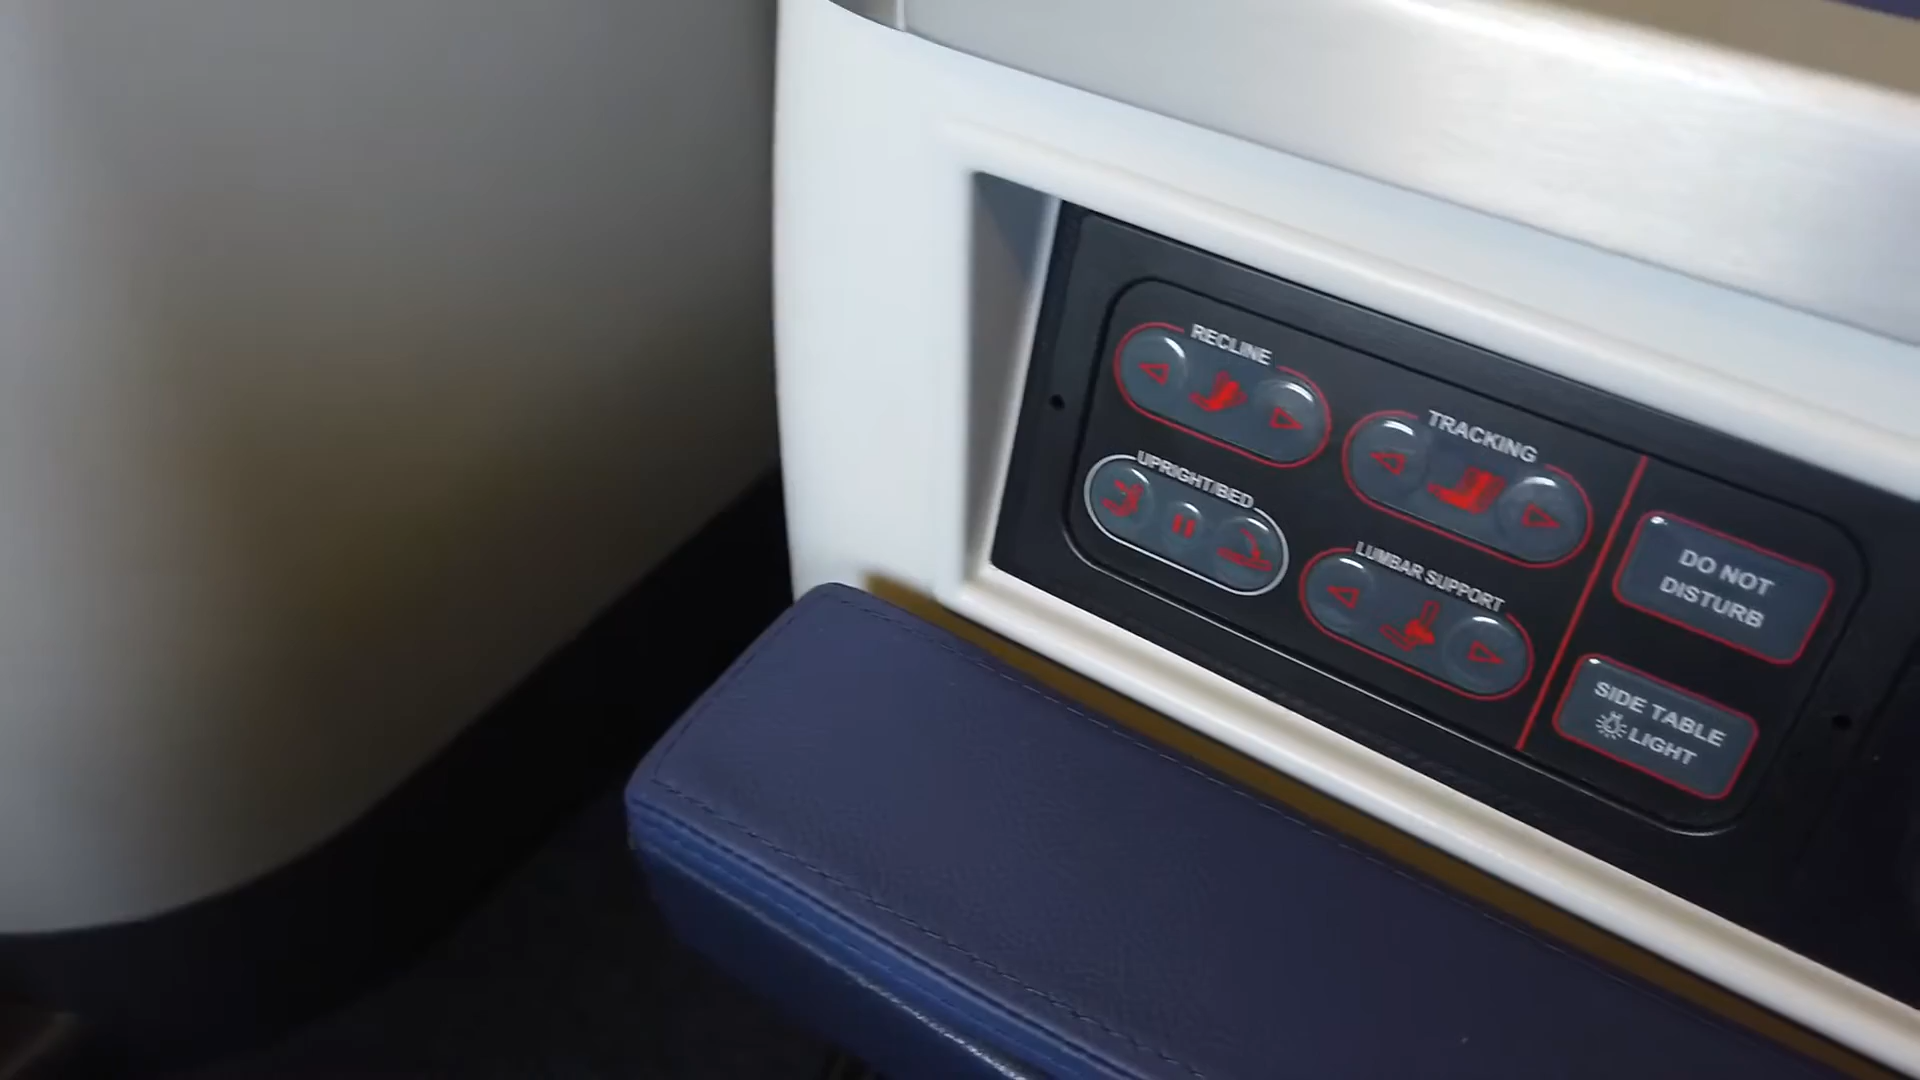 RECLINE
TRACKING
UPRIGHT/BED
LUMBAR SUPPORT
DO NOT
DISTURB
SIDE TABLE
LIGHT